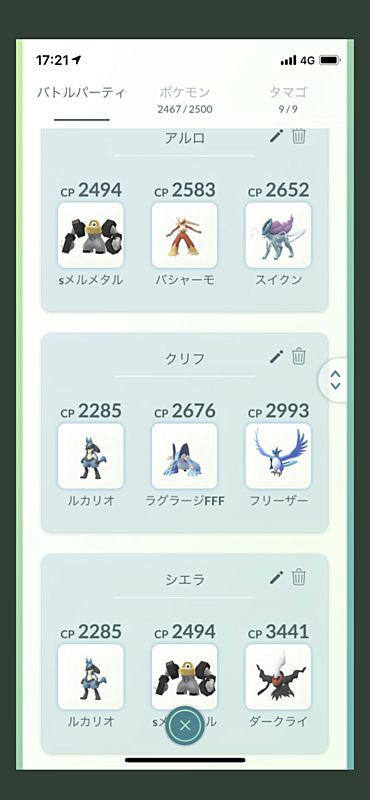 17:21 4G
バトルパーティ ポケモン タマゴ
2467 / 2500 9 / 9
アルロ
CP 2494 CP 2583 CP 2652
sメルメタル バシャーモ スイクン
クリフ
CP 2285 CP 2676 CP 2993
ルカリオ ラグラージFFF フリーザー
シエラ
CP 2285 CP 2494 CP 3441
ルカリオ ダークライ